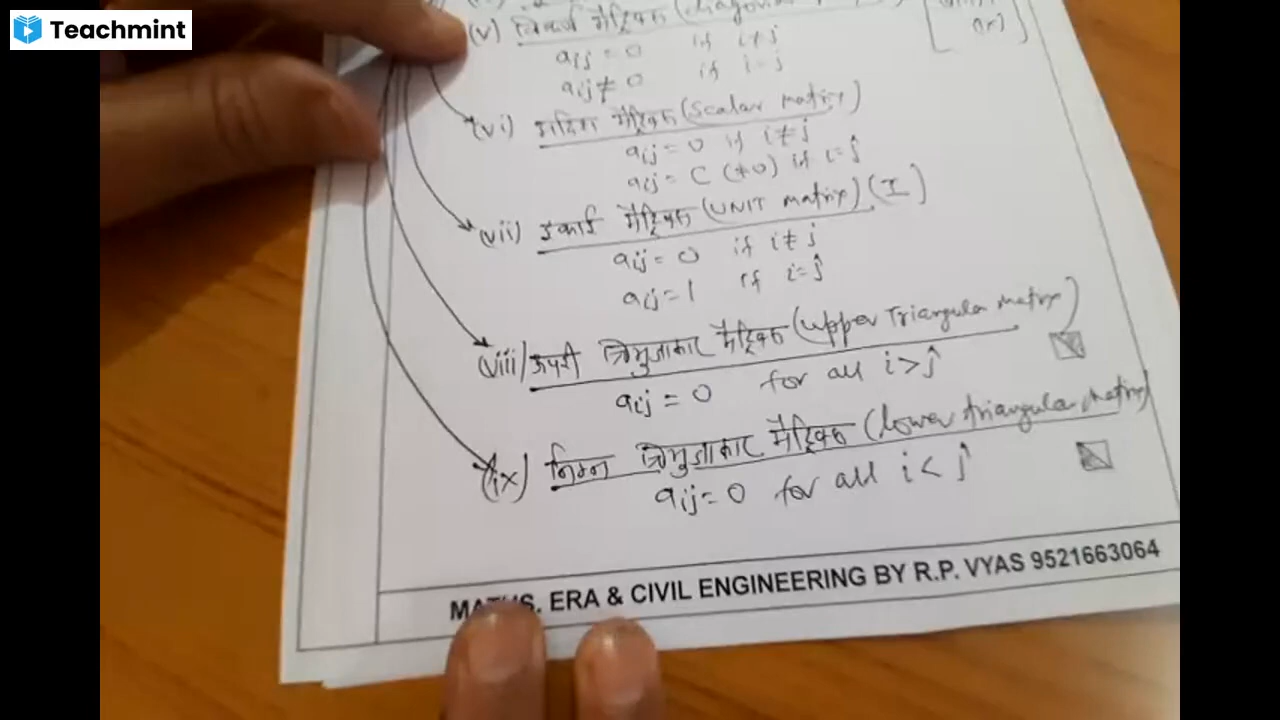 Teachmint
(v) विकर्ण मैट्रिक्स (Diagonal
aij = 0 if i≠j
aij ≠ 0 if i=j
(vi) अदिश मैट्रिक्स (Scalar matrix)
aij = 0 if i≠j
aij = C (≠0) if i=j
(vii) इकाई मैट्रिक्स (UNIT matrix) (I)
aij = 0 if i≠j
aij = 1 if i=j
(viii) ऊपरी त्रिभुजाकार मैट्रिक्स (Upper Triangular matrix)
aij = 0 for all i>j
(ix) निम्न त्रिभुजाकार मैट्रिक्स (lower triangular matrix)
aij = 0 for all i<j
MATHS, ERA & CIVIL ENGINEERING BY R.P. VYAS 9521663064